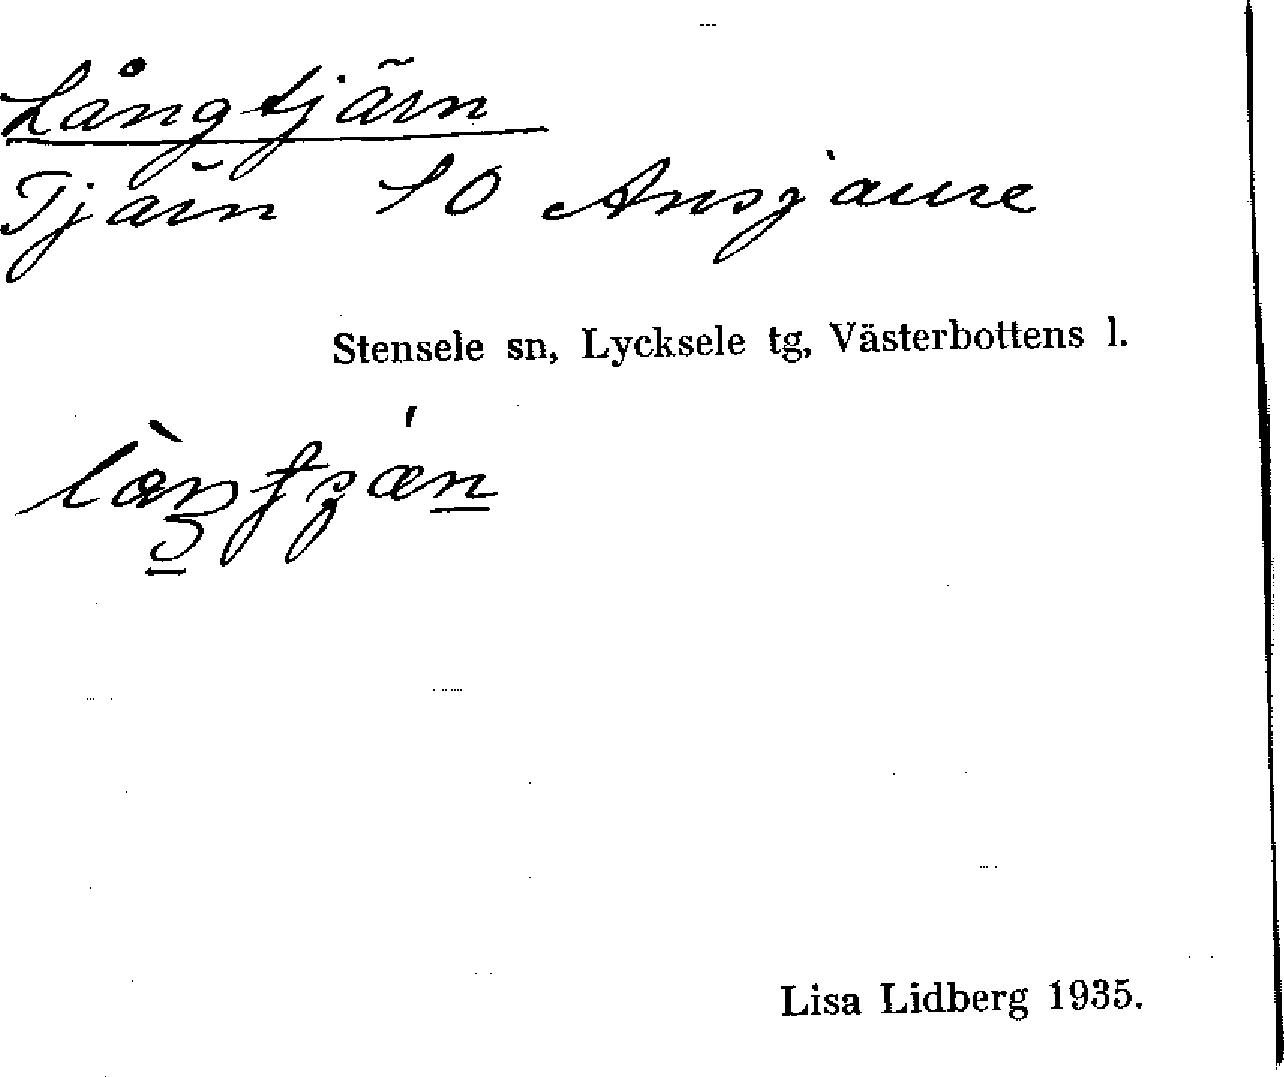 Långtjärn
Tjärn SO Ansjaure
Stensele sn, Lycksele tg, Västerbottens l.
Lisa Lidberg 1935.